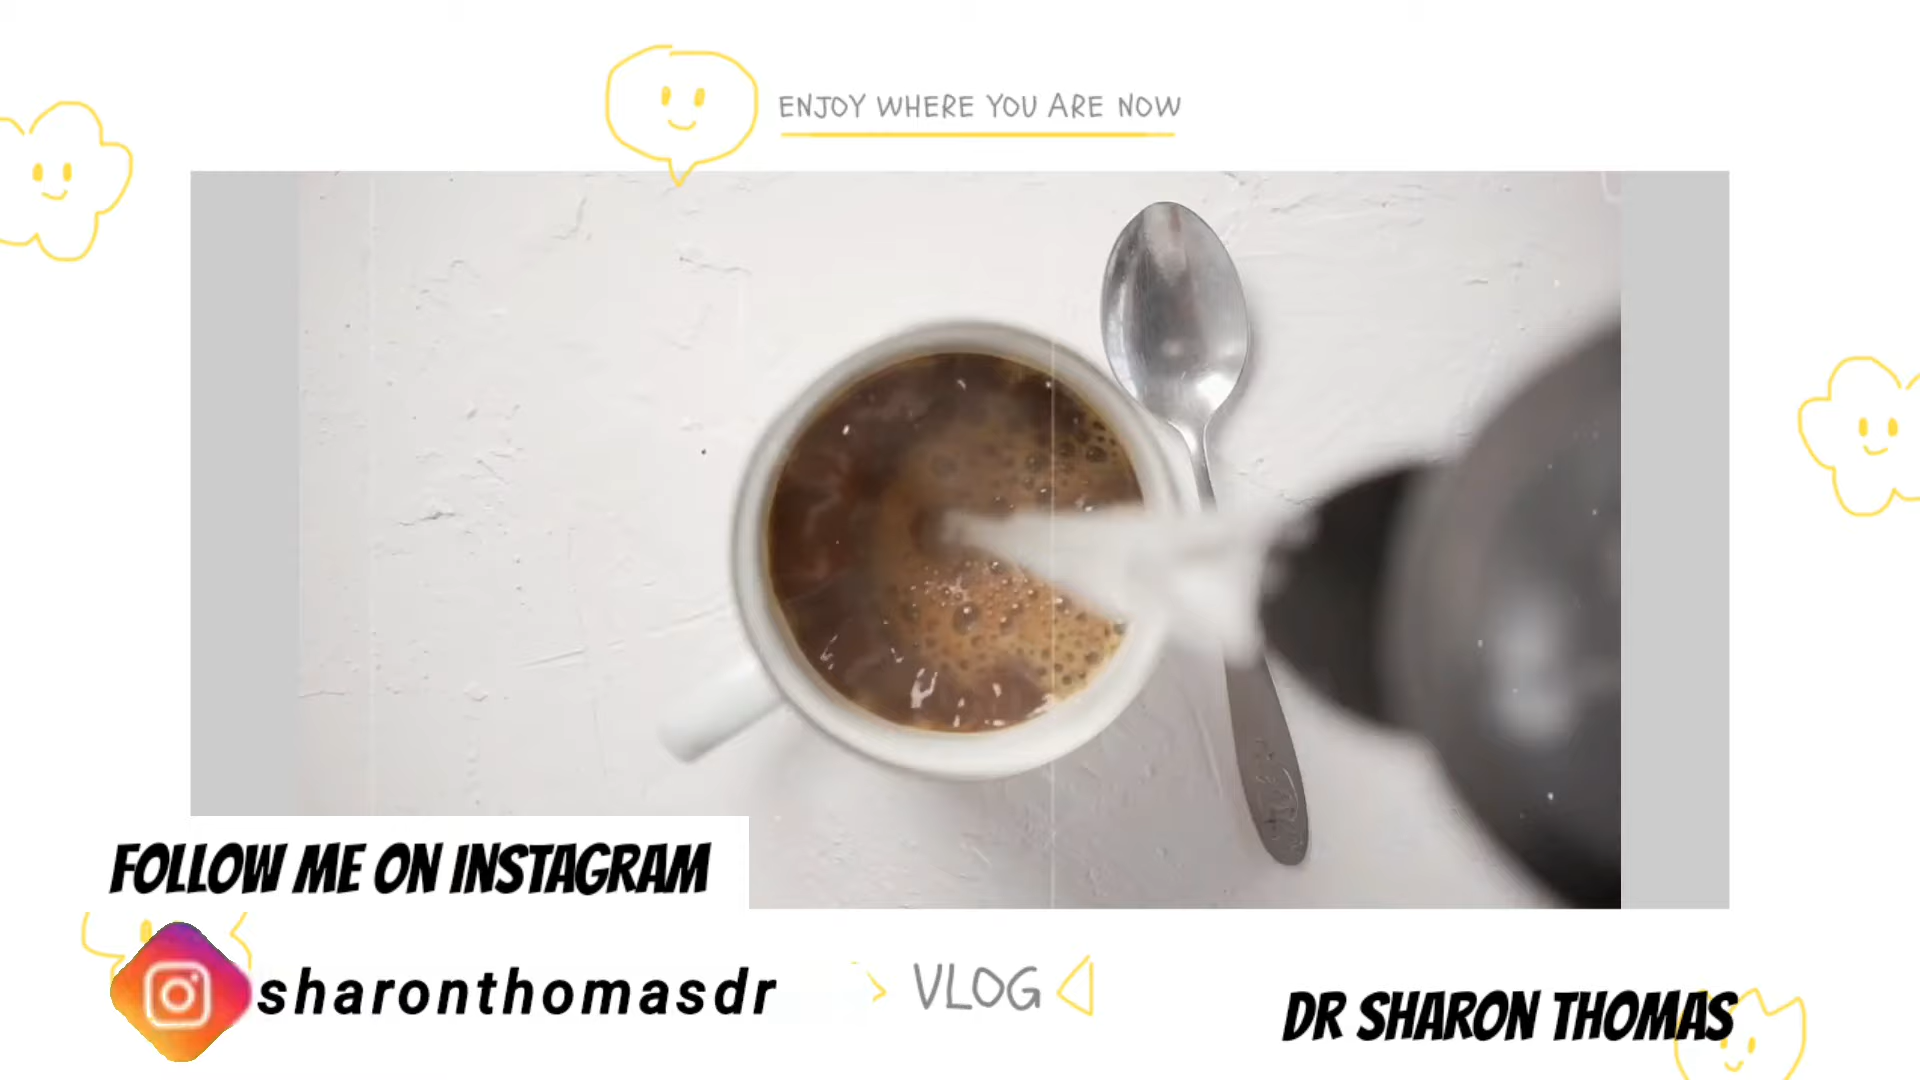 ENJOY WHERE YOU ARE NOW
FOLLOW ME ON INSTAGRAM
sharonthomasdr
VLOG
DR SHARON THOMAS